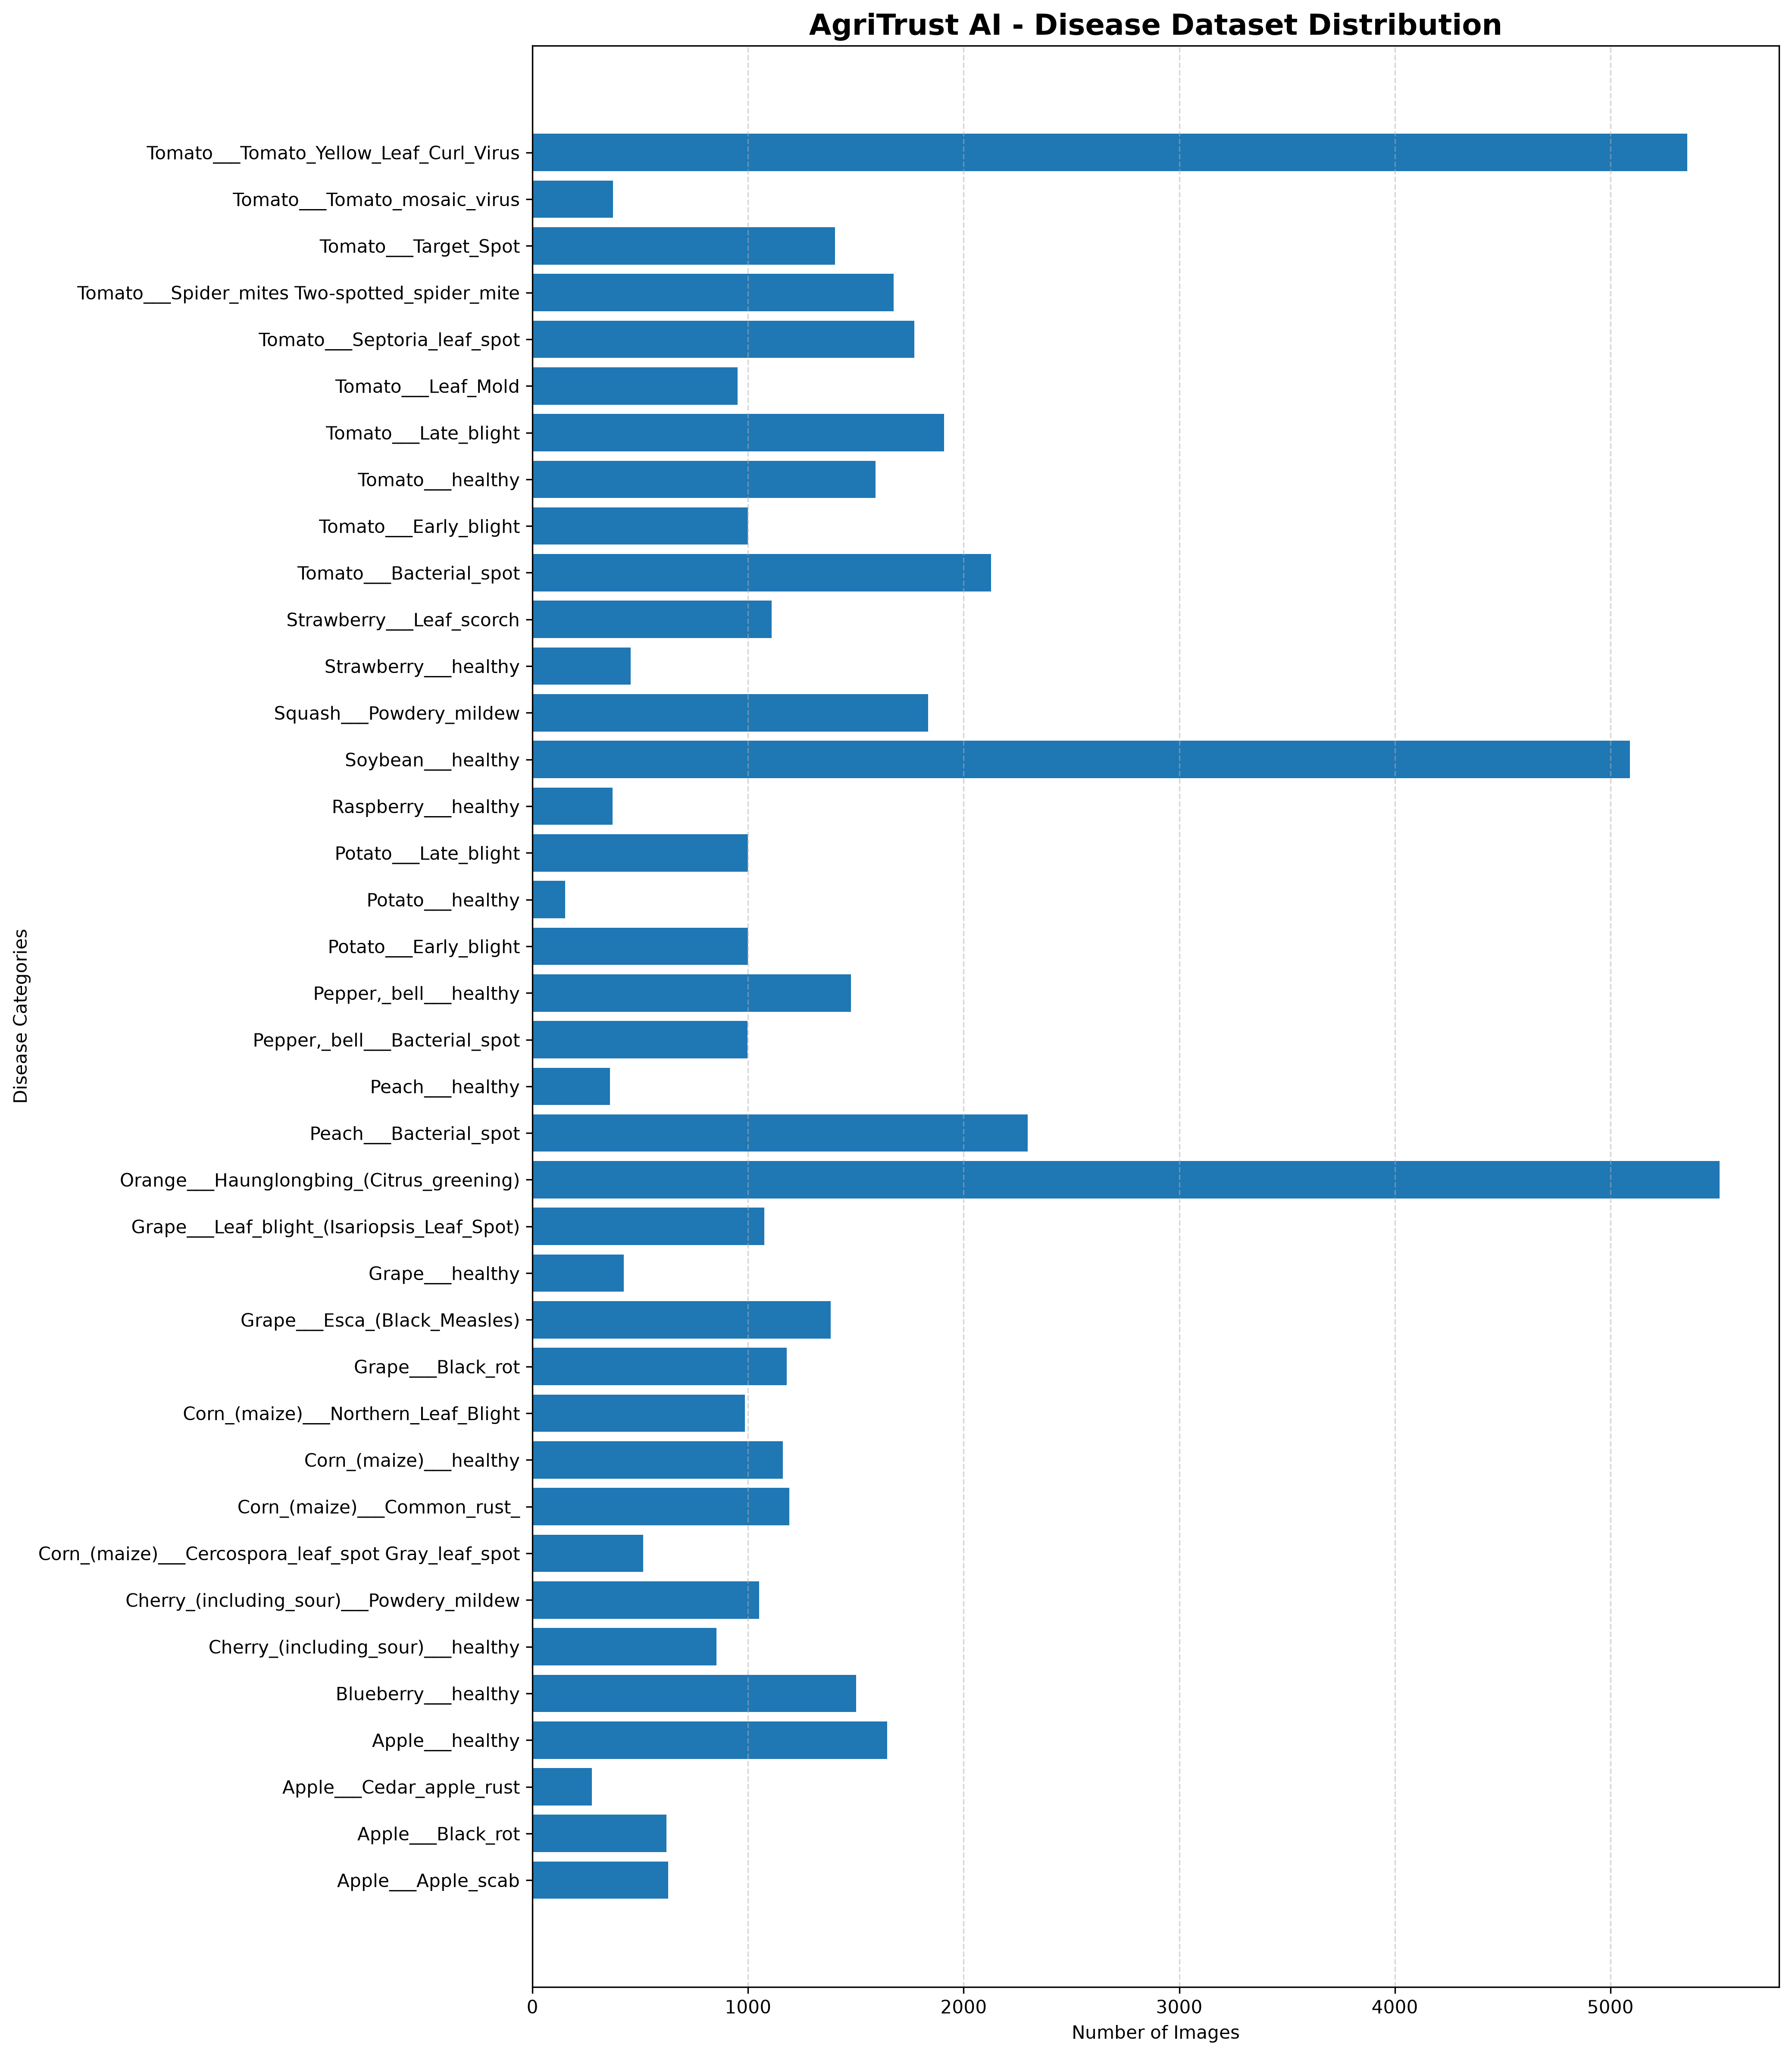 AgriTrust AI - Disease Dataset Distribution
Tomato___Tomato_Yellow_Leaf_Curl_Virus
Tomato___Tomato_mosaic_virus
Tomato___Target_Spot
Tomato___Spider_mites Two-spotted_spider_mite
Tomato___Septoria_leaf_spot
Tomato___Leaf_Mold
Tomato___Late_blight
Tomato___healthy
Tomato___Early_blight
Tomato___Bacterial_spot
Strawberry___Leaf_scorch
Strawberry___healthy
Squash___Powdery_mildew
Soybean___healthy
Raspberry___healthy
Potato___Late_blight
Potato___healthy
Potato___Early_blight
Pepper,_bell___healthy
Pepper,_bell___Bacterial_spot
Peach___healthy
Peach___Bacterial_spot
Orange___Haunglongbing_(Citrus_greening)
Grape___Leaf_blight_(Isariopsis_Leaf_Spot)
Grape___healthy
Grape___Esca_(Black_Measles)
Grape___Black_rot
Corn_(maize)___Northern_Leaf_Blight
Corn_(maize)___healthy
Corn_(maize)___Common_rust_
Corn_(maize)___Cercospora_leaf_spot Gray_leaf_spot
Cherry_(including_sour)___Powdery_mildew
Cherry_(including_sour)___healthy
Blueberry___healthy
Apple___healthy
Apple___Cedar_apple_rust
Apple___Black_rot
Apple___Apple_scab
Disease Categories
0 1000 2000 3000 4000 5000
Number of Images